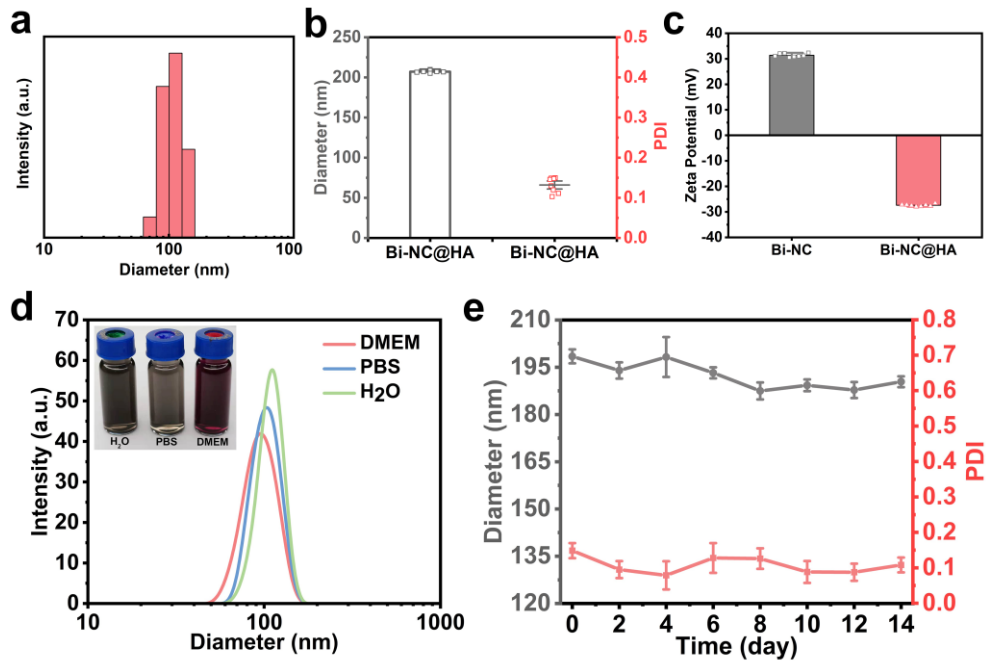 a
Intensity (a.u.)
10
100
100
Diameter (nm)
b
250
200
150
100
50
0
Diameter (nm)
0.5
0.4
0.3
0.2
0.1
0.0
PDI
Bi-NC@HA
Bi-NC@HA
c
40
30
20
10
0
-10
-20
-30
-40
Zeta Potential (mV)
Bi-NC
Bi-NC@HA
d
70
60
50
40
30
20
10
0
Intensity (a.u.)
H₂O
PBS
DMEM
DMEM
PBS
H₂O
10
100
1000
Diameter (nm)
e
210
195
180
165
150
135
120
Diameter (nm)
0.8
0.7
0.6
0.5
0.4
0.3
0.2
0.1
0.0
PDI
0 2 4 6 8 10 12 14
Time (day)